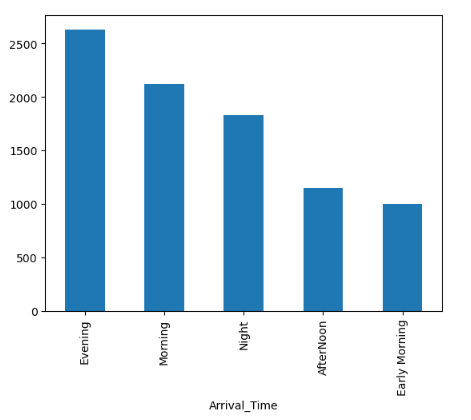 2500
2000
1500
1000
500
0
Evening
Morning
Night
AfterNoon
Early Morning
Arrival_Time